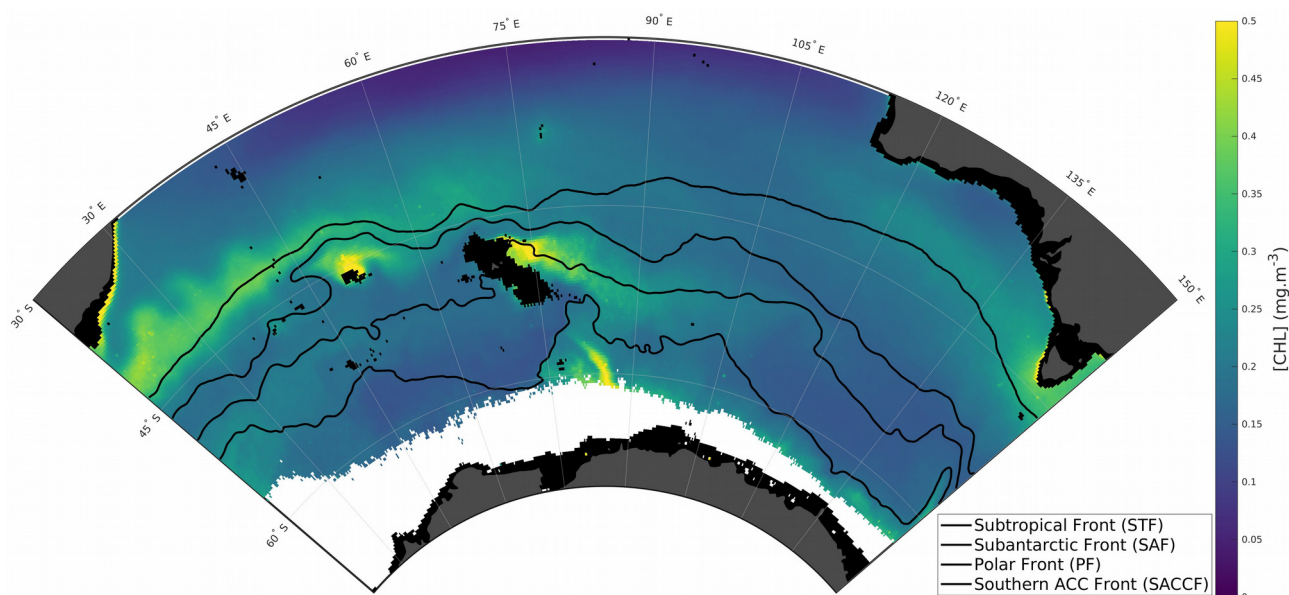 75° E
90° E
60° E
105° E
45° E
120° E
30° E
135° E
150° E
30° S
45° S
60° S
0.5
0.45
0.4
0.35
0.3
0.25
0.2
0.15
0.1
0.05
[CHL] (mg.m-3)
Subtropical Front (STF)
Subantarctic Front (SAF)
Polar Front (PF)
Southern ACC Front (SACCF)